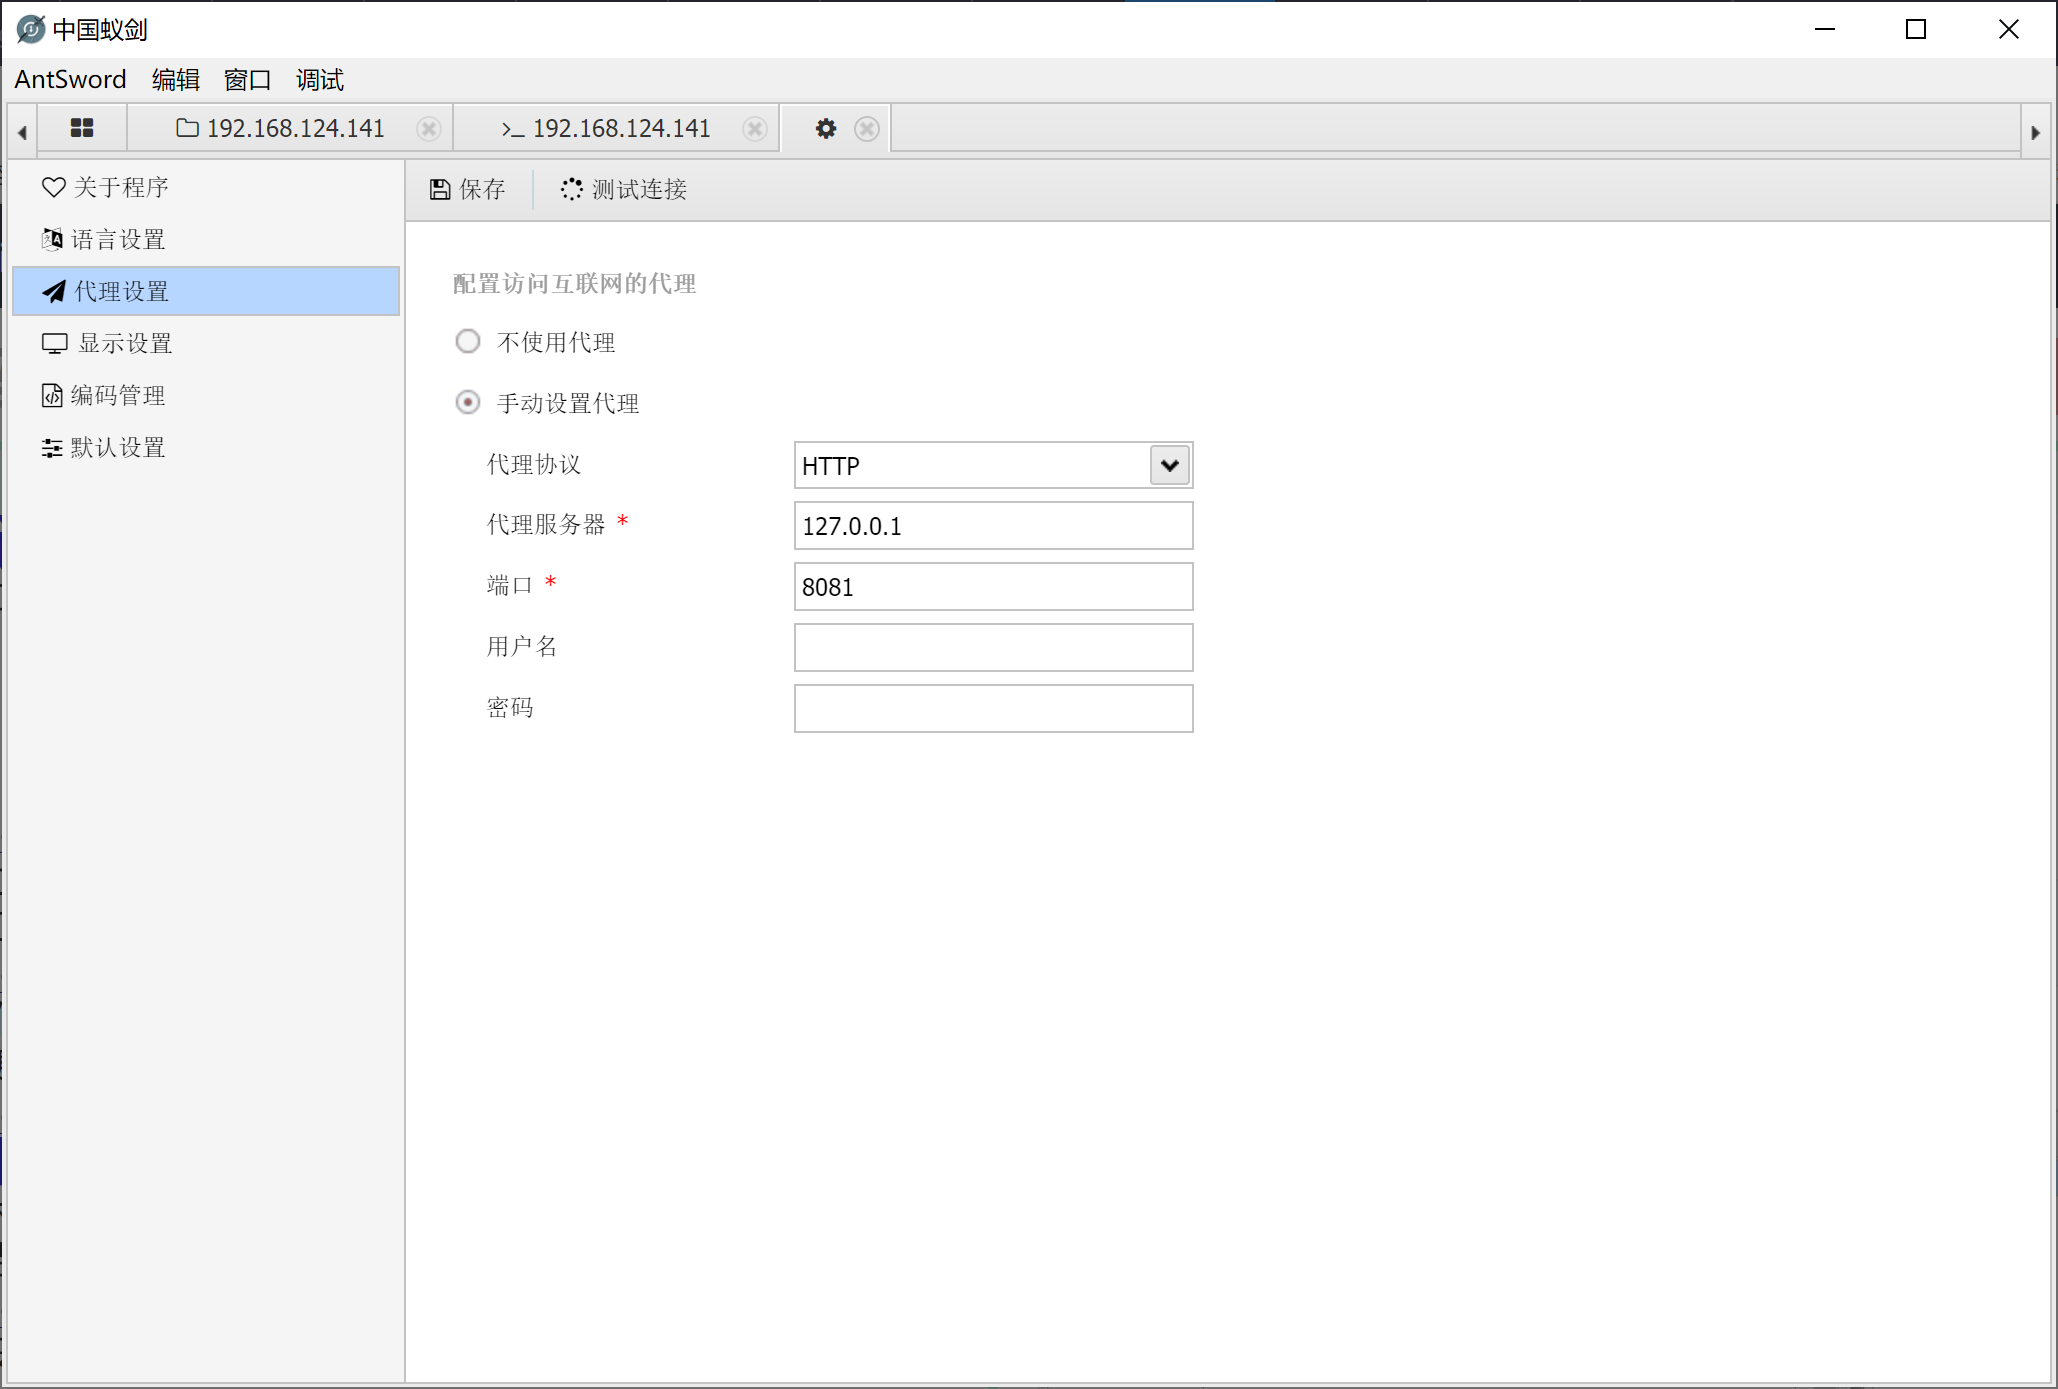 中国蚁剑
AntSword 编辑 窗口 调试
192.168.124.141 >_ 192.168.124.141
关于程序
语言设置
代理设置
显示设置
编码管理
默认设置
保存 测试连接
配置访问互联网的代理
不使用代理
手动设置代理
代理协议 HTTP
代理服务器 * 127.0.0.1
端口 * 8081
用户名
密码